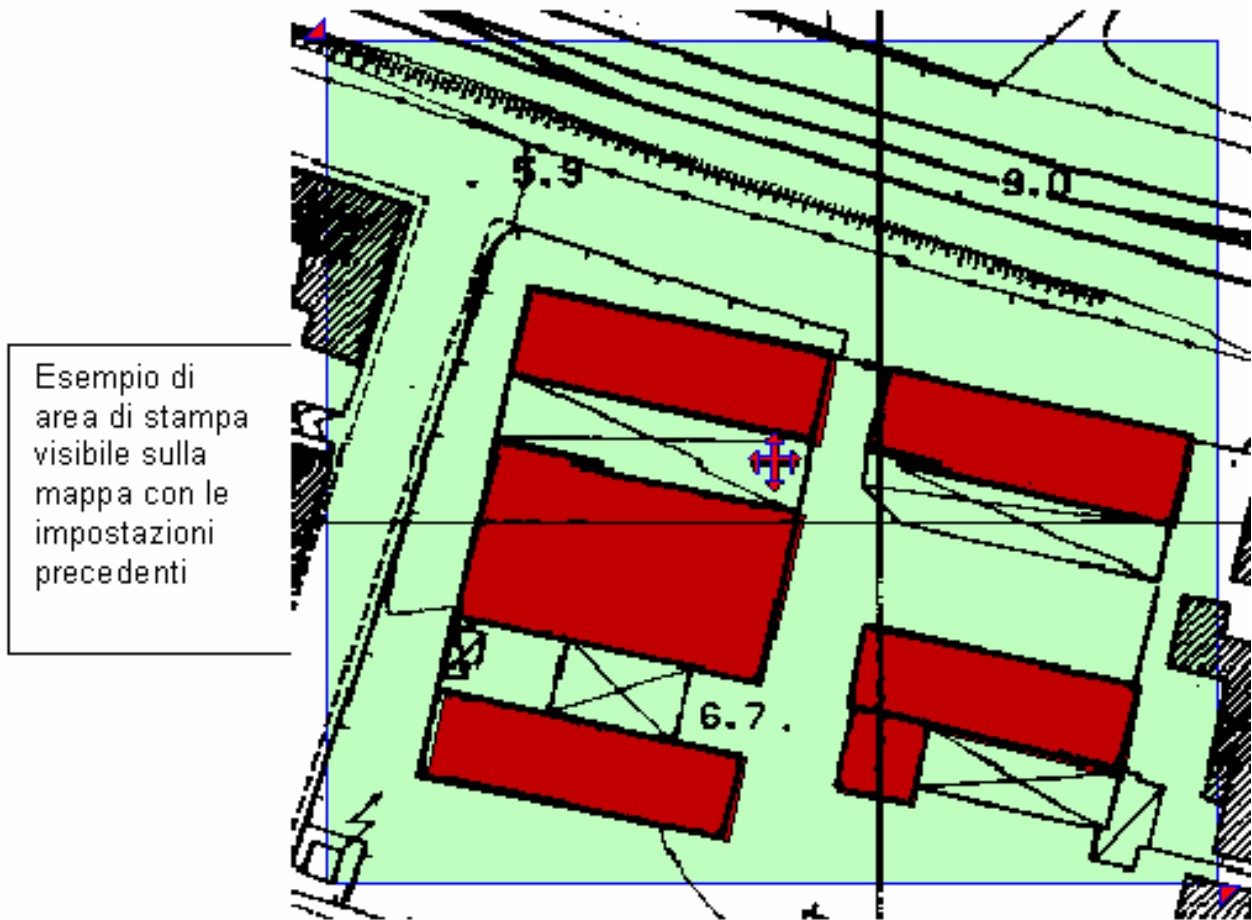 5.9
9.0
Esempio di
area di stampa
visibile sulla
mappa con le
impostazioni
precedenti
6.7.